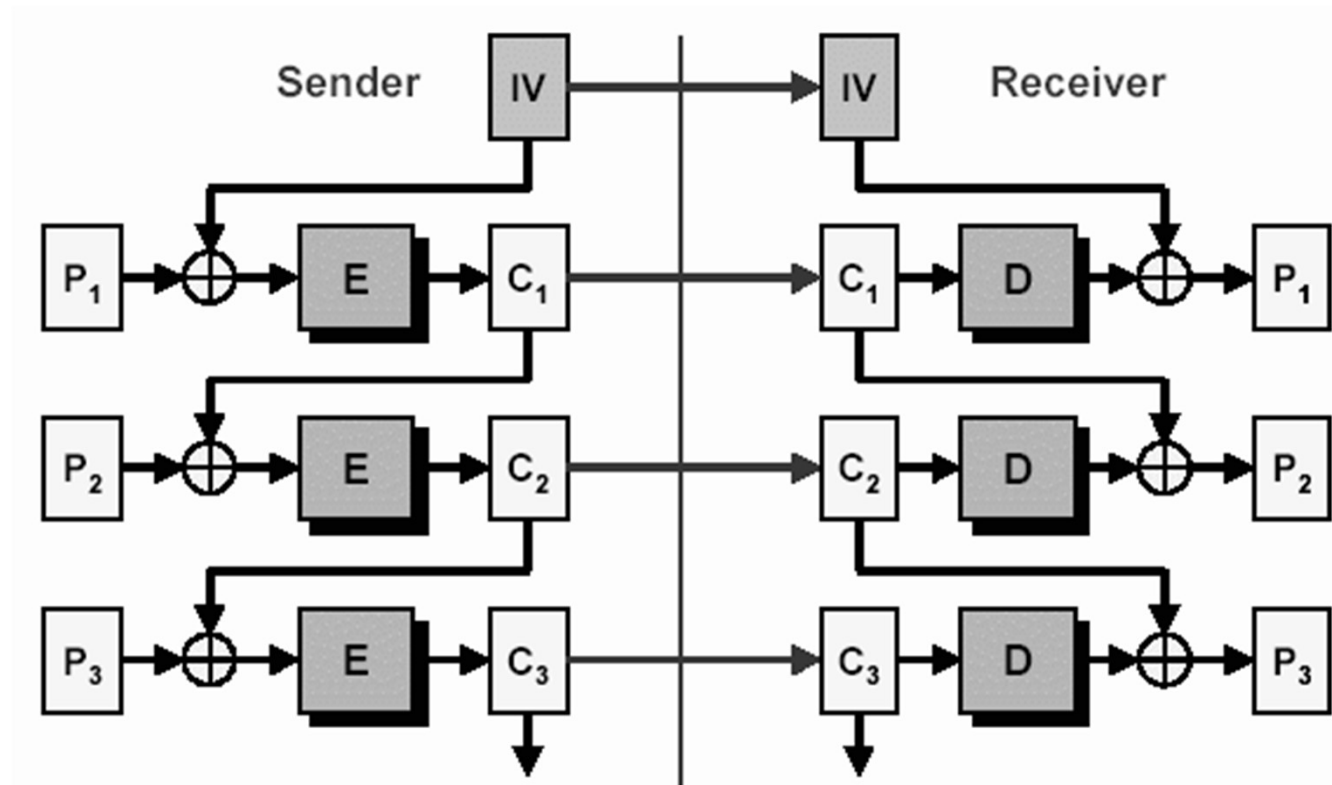 Sender IV IV Receiver
P₁ E C₁ C₁ D P₁
P₂ E C₂ C₂ D P₂
P₃ E C₃ C₃ D P₃